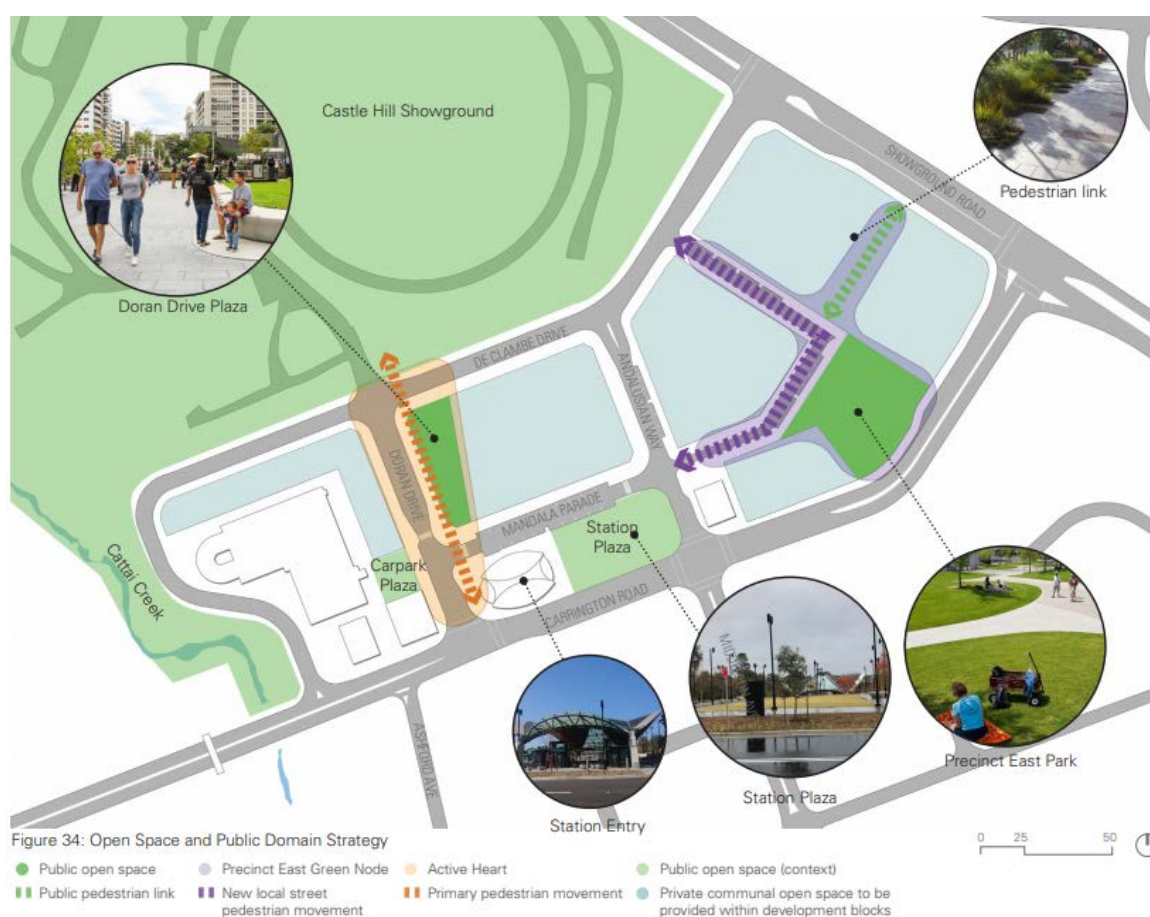 Castle Hill Showground
SHOWGROUND ROAD
Pedestrian link
Doran Drive Plaza
DE CLAMBE DRIVE
ANDALUSIAN WAY
DORAN DRIVE
MANDALA PARADE
Station
Plaza
Carpark
Plaza
CARRINGTON ROAD
Cattai Creek
ASHFORD AVE
Precinct East Park
Station Plaza
Station Entry
Figure 34: Open Space and Public Domain Strategy
0 25 50
Public open space
Precinct East Green Node
Active Heart
Public open space (context)
Public pedestrian link
New local street
pedestrian movement
Primary pedestrian movement
Private communal open space to be
provided within development blocks